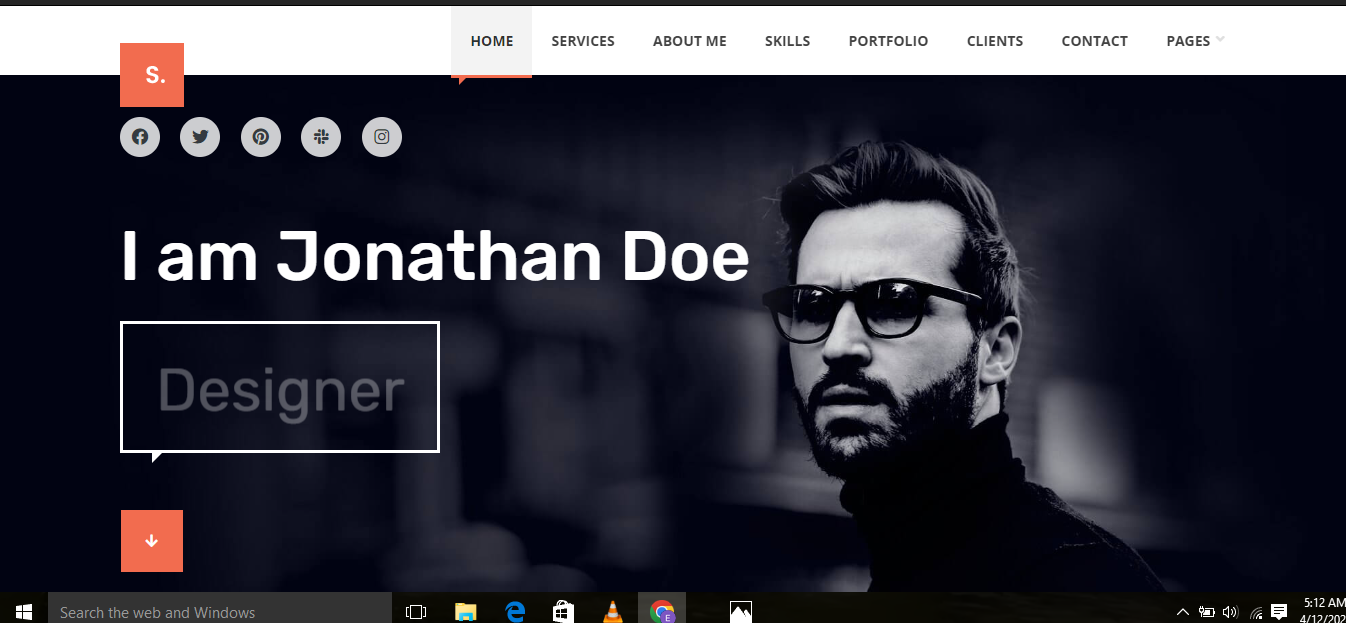 HOME SERVICES ABOUT ME SKILLS PORTFOLIO CLIENTS CONTACT PAGES
S.
I am Jonathan Doe
Designer
Search the web and Windows
E
5:12 AM
4/12/202